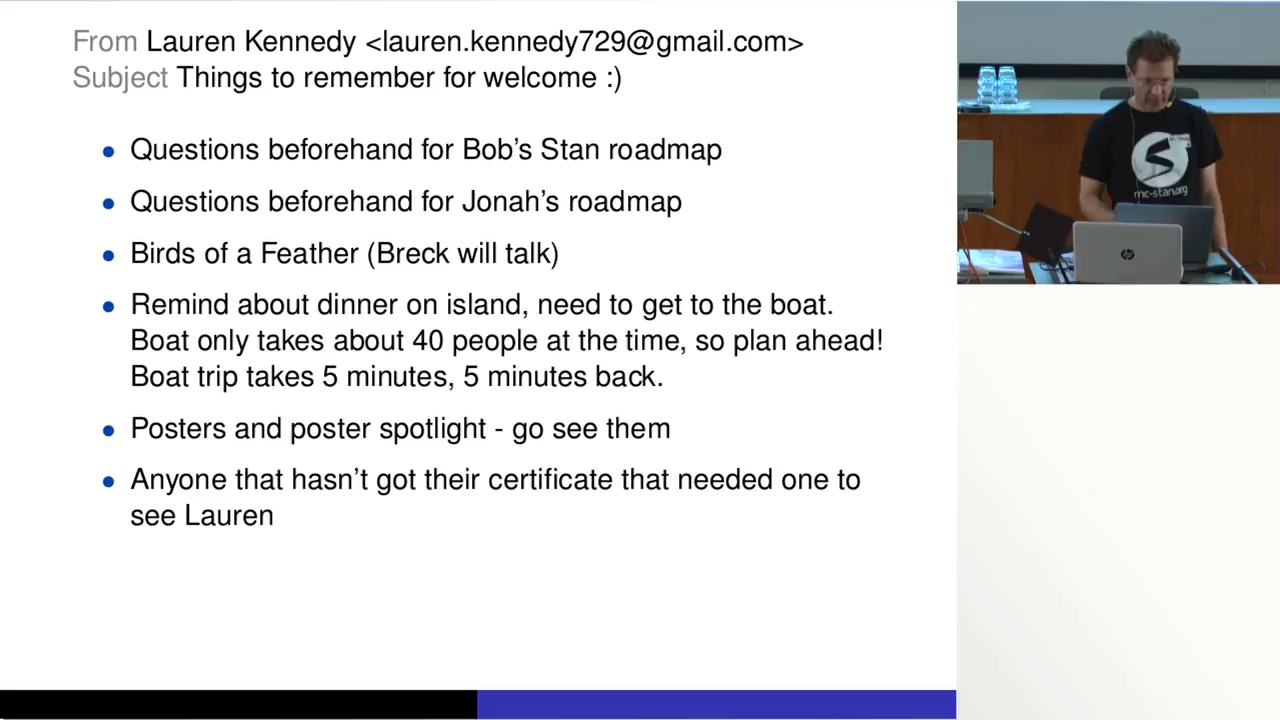 From Lauren Kennedy <lauren.kennedy729@gmail.com>
Subject Things to remember for welcome :)
Questions beforehand for Bob's Stan roadmap
Questions beforehand for Jonah's roadmap
Birds of a Feather (Breck will talk)
Remind about dinner on island, need to get to the boat.
Boat only takes about 40 people at the time, so plan ahead!
Boat trip takes 5 minutes, 5 minutes back.
Posters and poster spotlight - go see them
Anyone that hasn't got their certificate that needed one to
see Lauren
mc-stan.org
hp